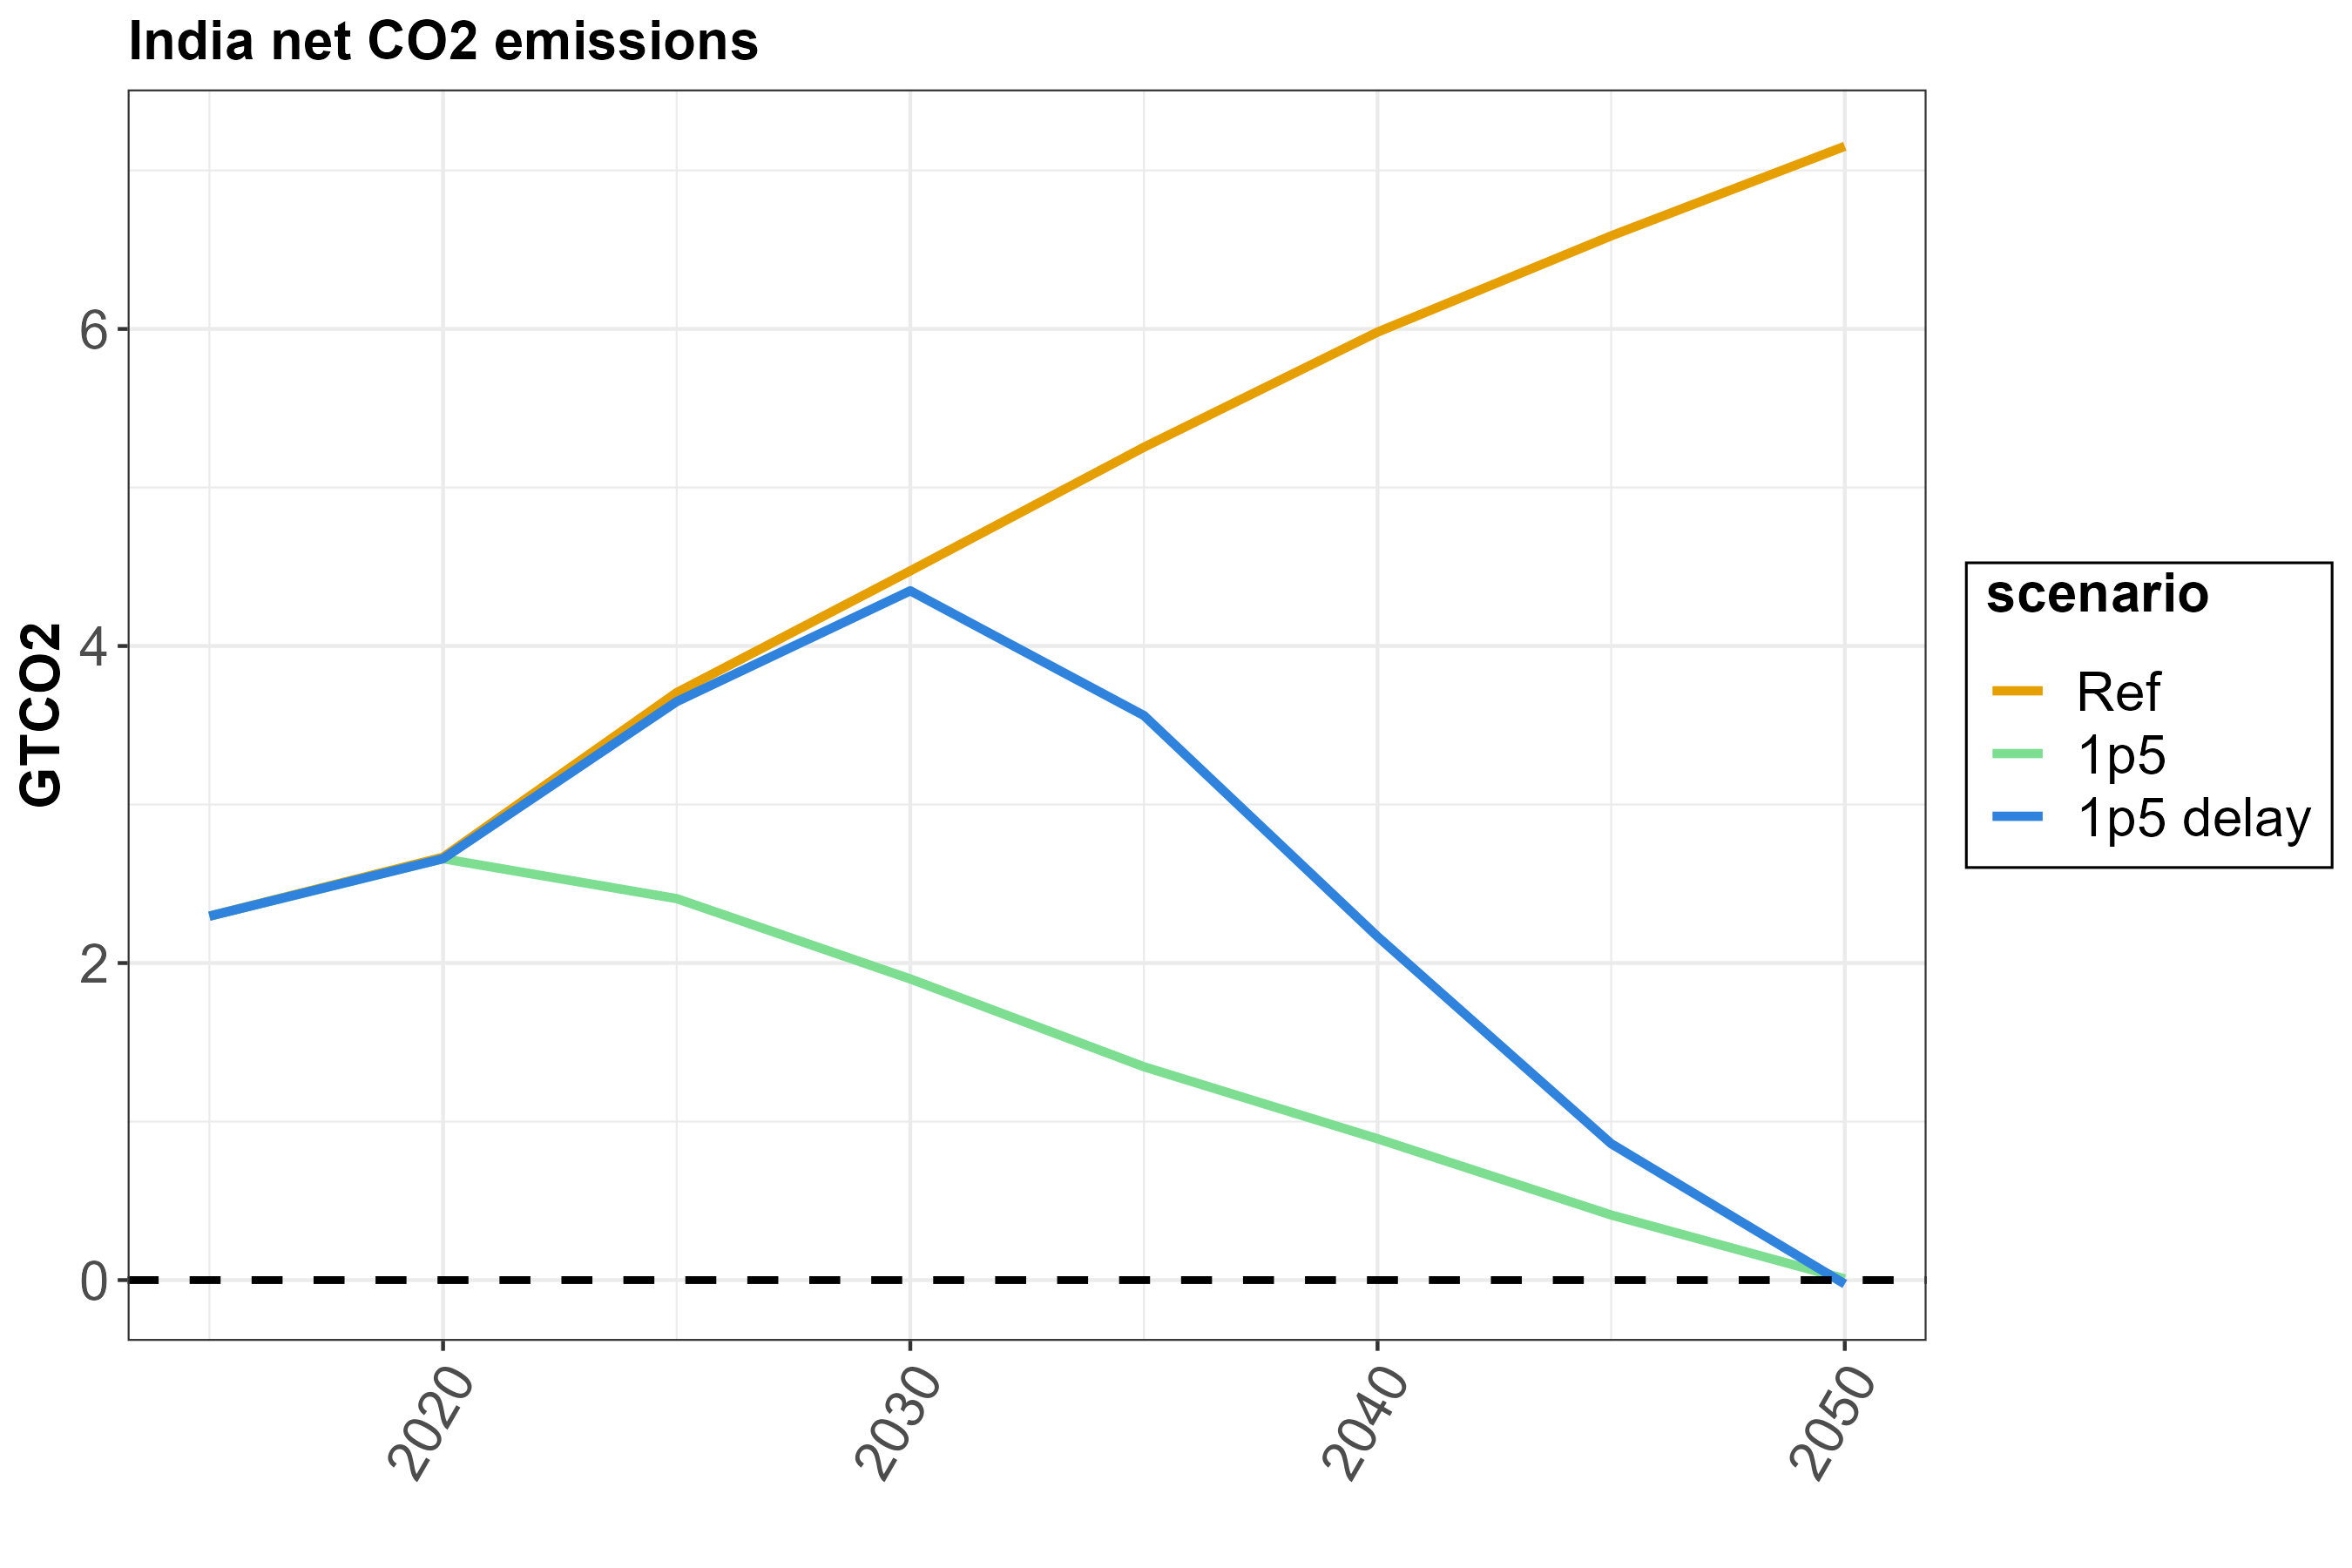 India net CO2 emissions
GTCO2
6
4
2
0
2020
2030
2040
2050
scenario
Ref
1p5
1p5 delay